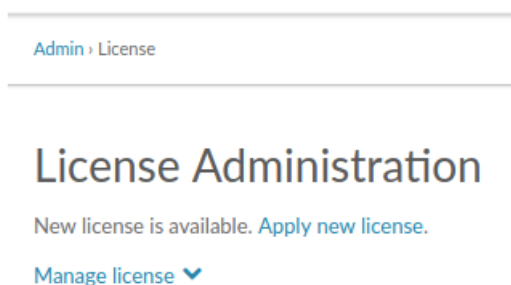 Admin › License
License Administration
New license is available. Apply new license.
Manage license